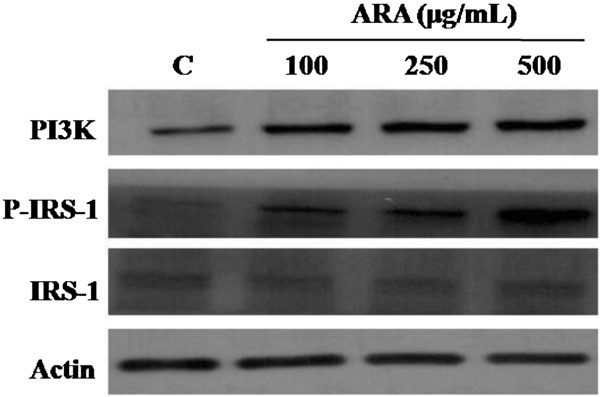 ARA (µg/mL)
C 100 250 500
PI3K
P-IRS-1
IRS-1
Actin